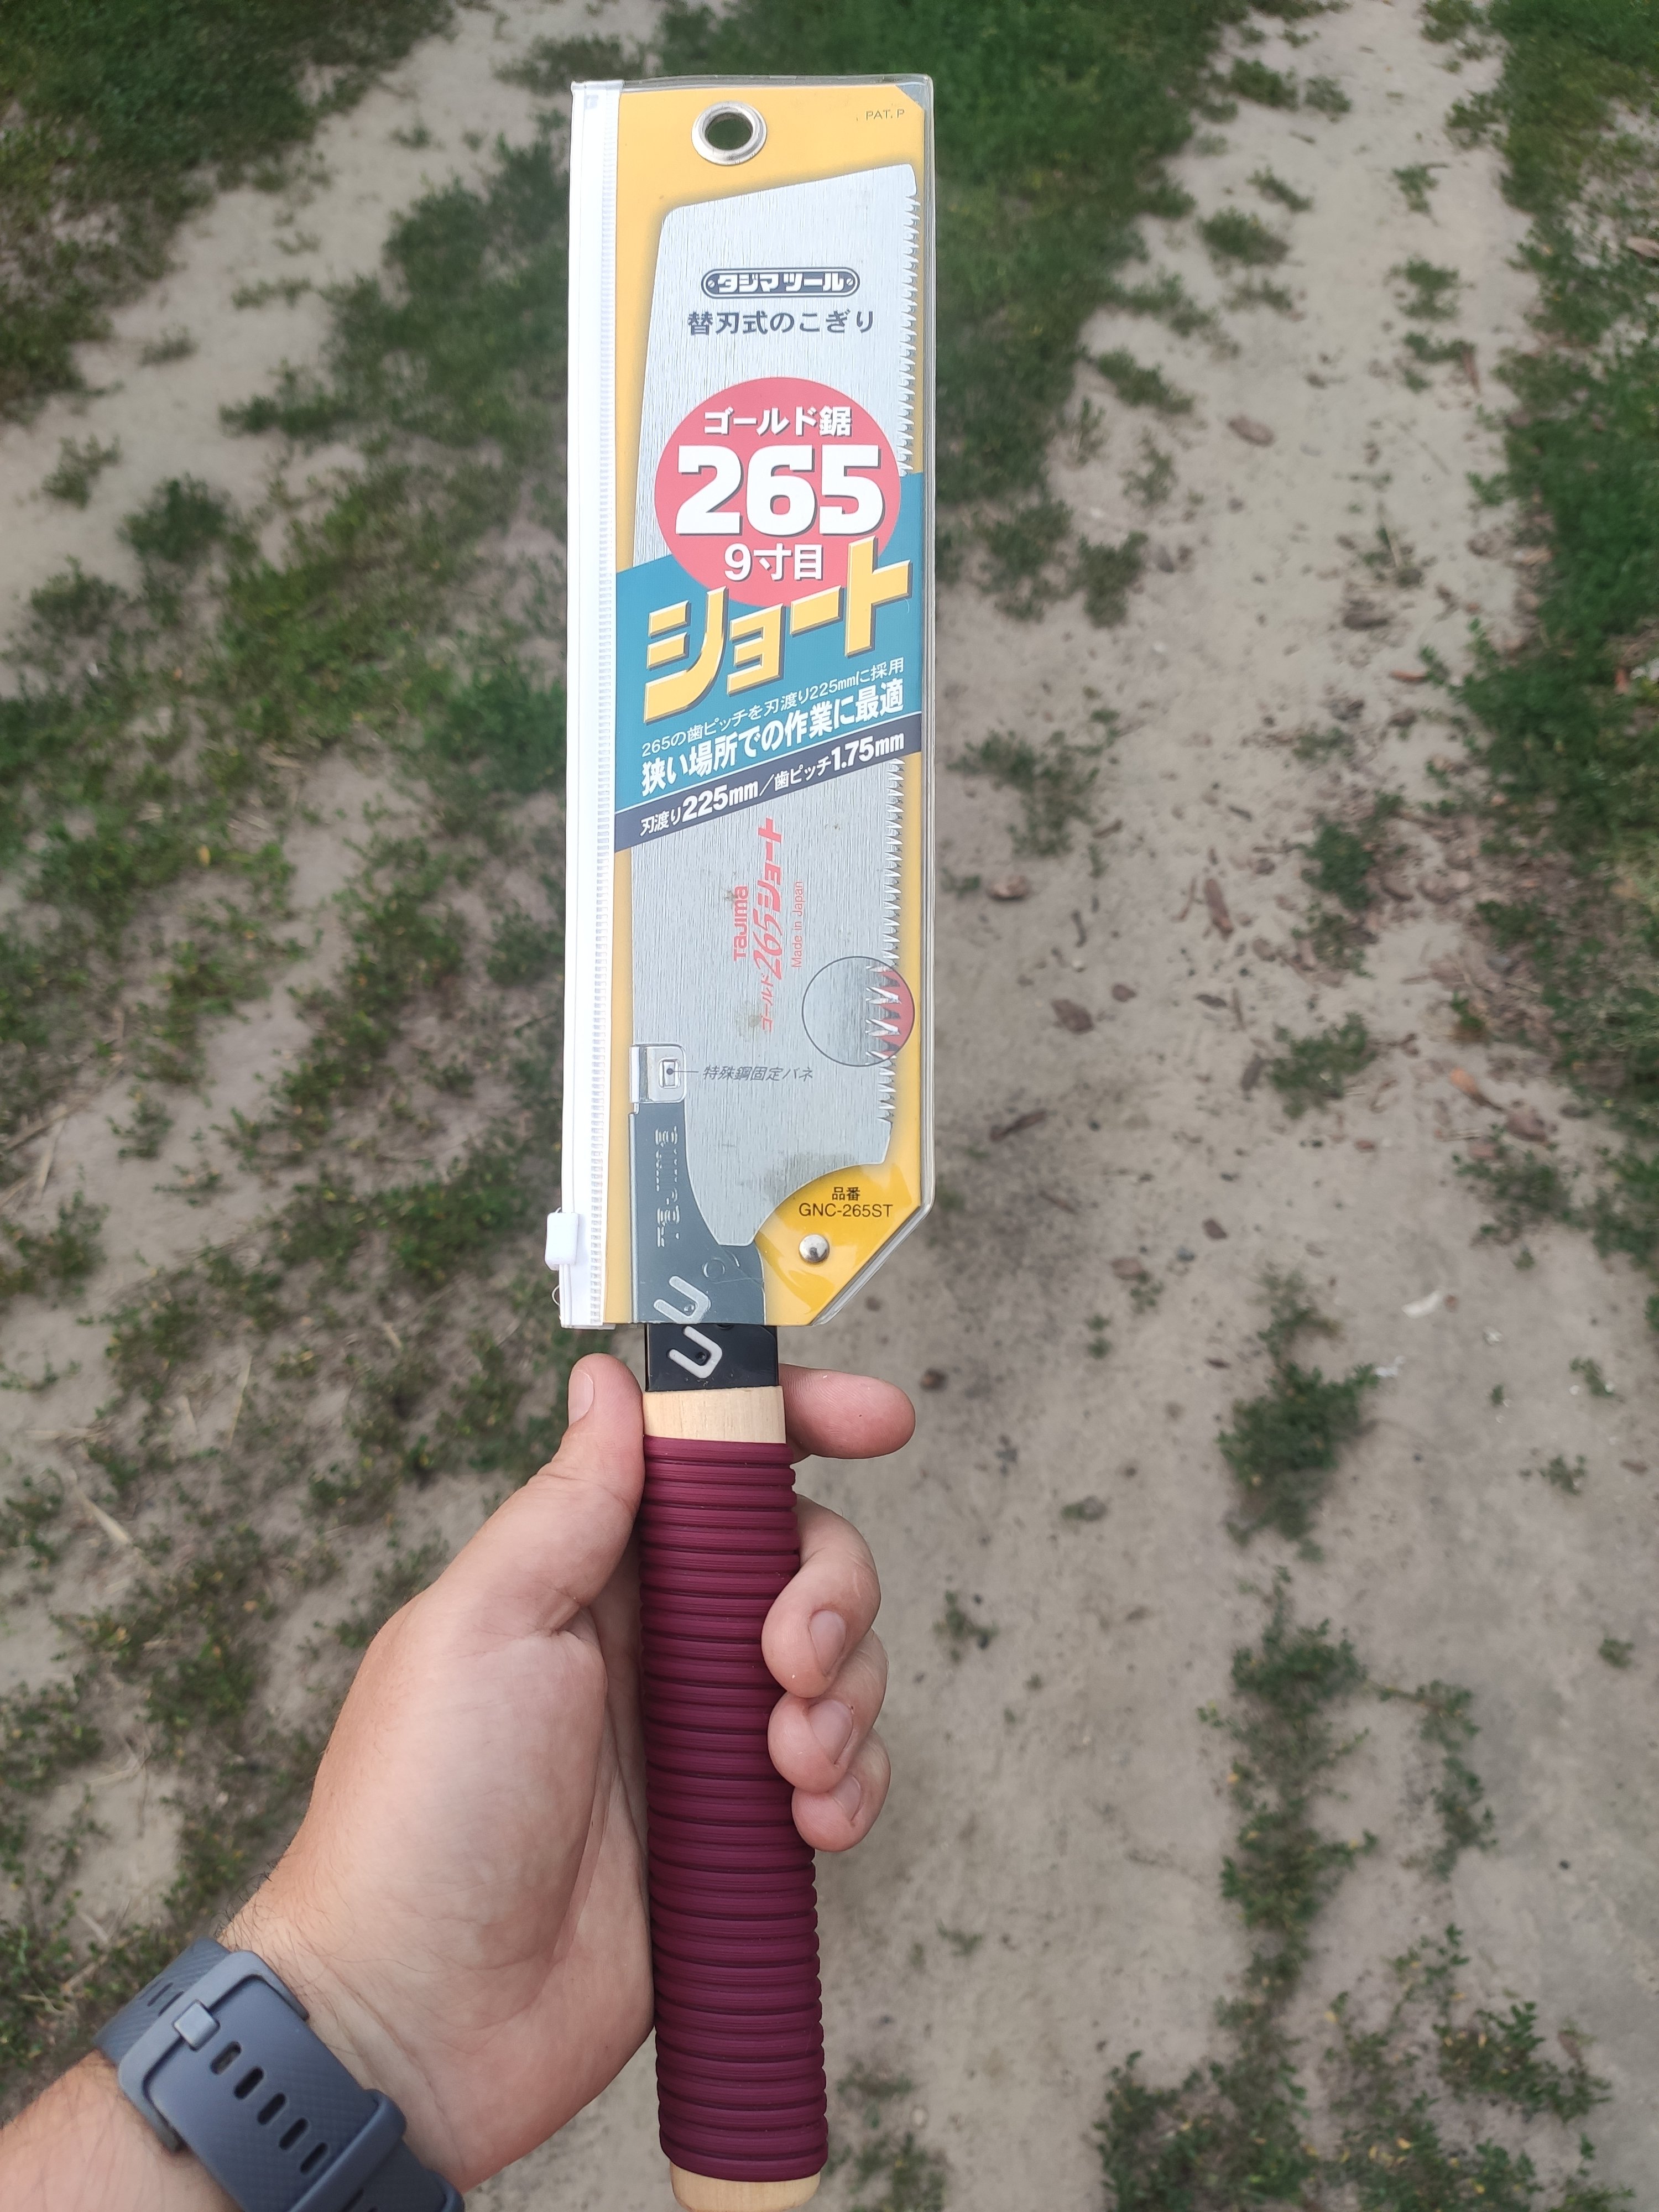 PAT. P
タジマツール
替刃式のこぎり
ゴールド鋸
265
9寸目
ショート
265の歯ピッチを刃渡り225mmに採用
狭い場所での作業に最適
刃渡り225mm/歯ピッチ1.75mm
TaJIma
ゴールド265ショート
Made in Japan
特殊鋼固定バネ
品番
GNC-265ST